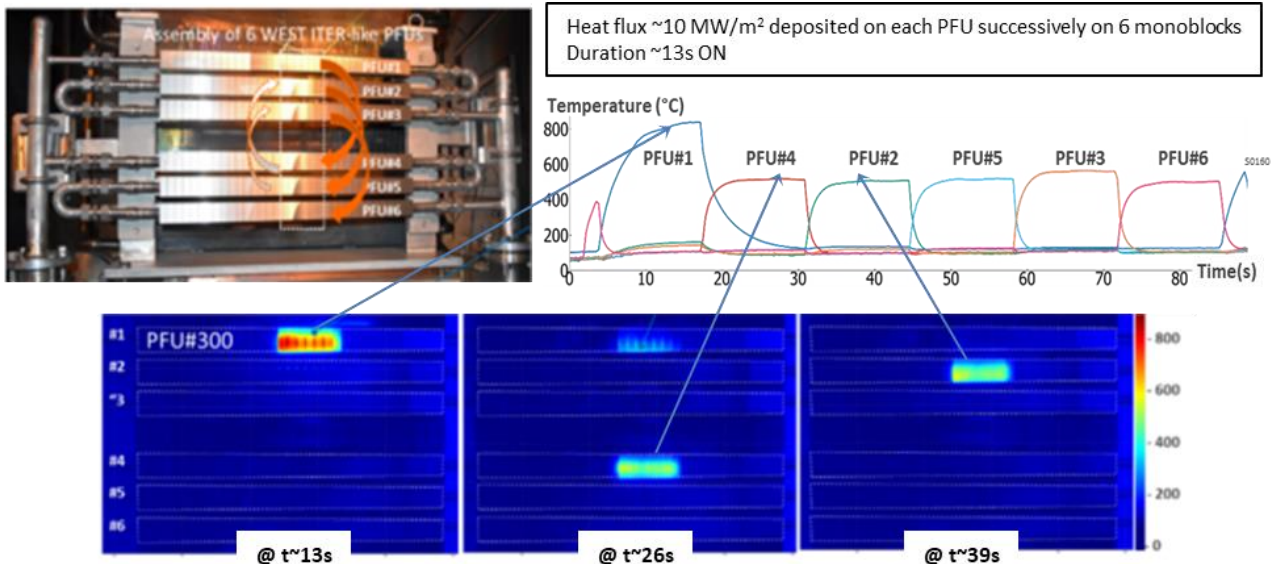 Assembly of 6 WEST ITER-like PFUs
PFU#1
PFU#2
PFU#3
PFU#4
PFU#5
PFU#6
Heat flux ~10 MW/m² deposited on each PFU successively on 6 monoblocks
Duration ~13s ON
Temperature (°C)
800
600
400
200
0
PFU#1
PFU#4
PFU#2
PFU#5
PFU#3
PFU#6
S0160
10
20
30
40
50
60
70
80
Time(s)
#1
PFU#300
#2
#4
#5
#6
@ t~13s
@ t~26s
@ t~39s
800
600
400
200
0